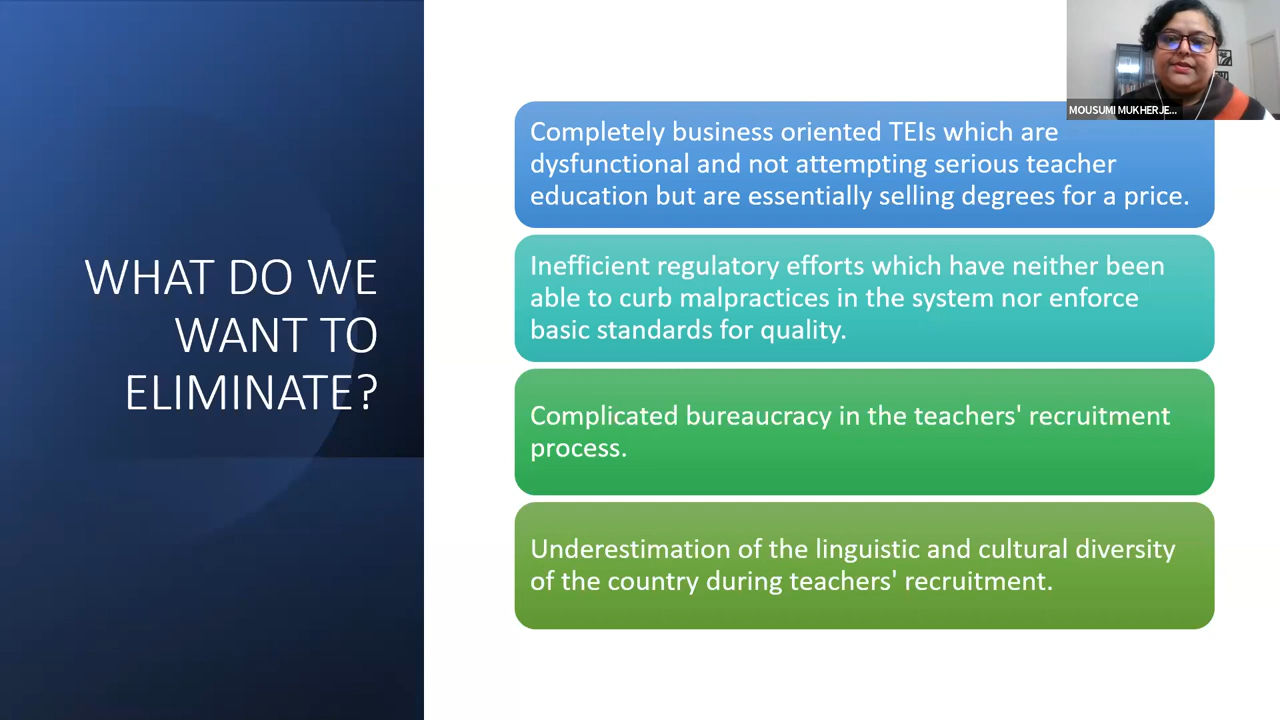 WHAT DO WE
WANT TO
ELIMINATE?
Completely business oriented TEIs which are
dysfunctional and not attempting serious teacher
education but are essentially selling degrees for a price.
Inefficient regulatory efforts which have neither been
able to curb malpractices in the system nor enforce
basic standards for quality.
Complicated bureaucracy in the teachers' recruitment
process.
Underestimation of the linguistic and cultural diversity
of the country during teachers' recruitment.
MOUSUMI MUKHERJE...